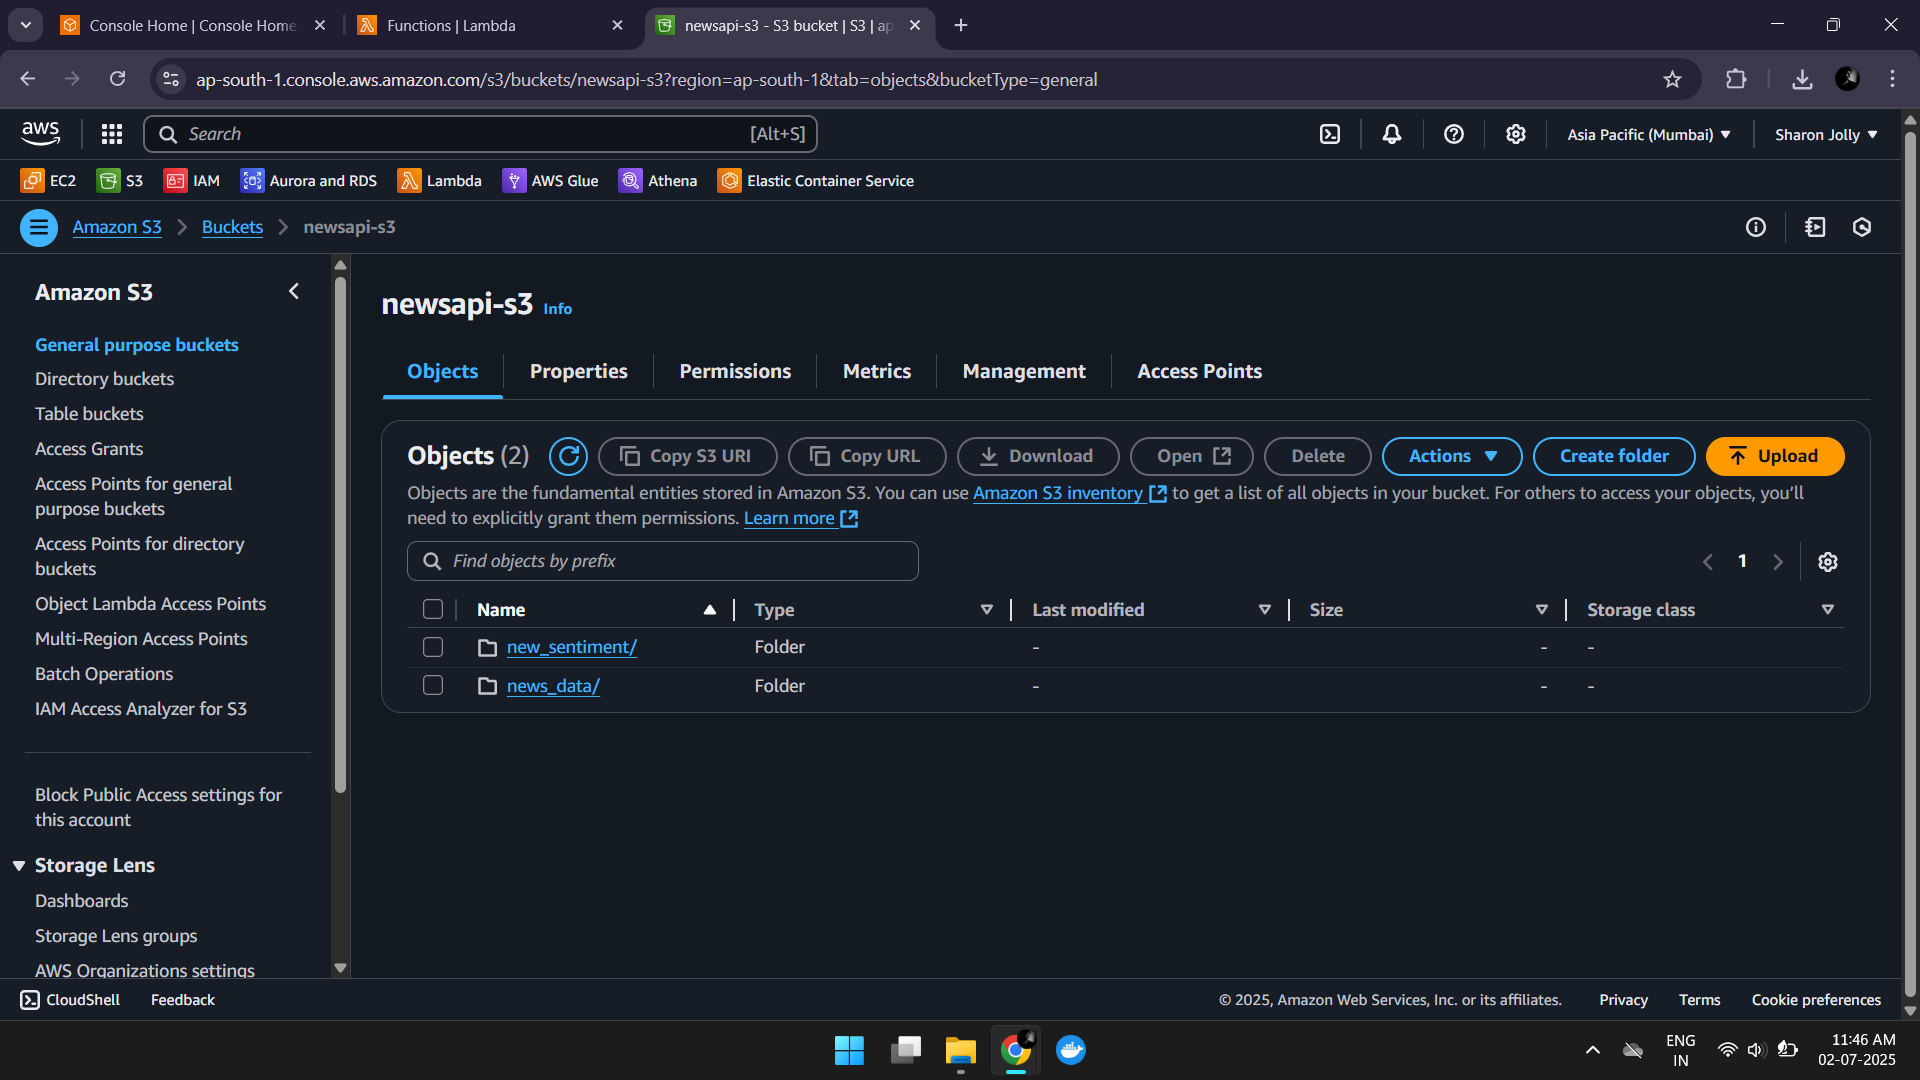 Console Home | Console Home
Functions | Lambda
newsapi-s3 - S3 bucket | S3 | ap
ap-south-1.console.aws.amazon.com/s3/buckets/newsapi-s3?region=ap-south-1&tab=objects&bucketType=general
aws
Search
[Alt+S]
Asia Pacific (Mumbai)
Sharon Jolly
EC2
S3
IAM
Aurora and RDS
Lambda
AWS Glue
Athena
Elastic Container Service
Amazon S3
Buckets
newsapi-s3
Amazon S3
General purpose buckets
Directory buckets
Table buckets
Access Grants
Access Points for general
purpose buckets
Access Points for directory
buckets
Object Lambda Access Points
Multi-Region Access Points
Batch Operations
IAM Access Analyzer for S3
Block Public Access settings for
this account
Storage Lens
Dashboards
Storage Lens groups
AWS Organizations settings
newsapi-s3 Info
Objects
Properties
Permissions
Metrics
Management
Access Points
Objects (2)
Copy S3 URI
Copy URL
Download
Open
Delete
Actions
Create folder
Upload
Objects are the fundamental entities stored in Amazon S3. You can use Amazon S3 inventory to get a list of all objects in your bucket. For others to access your objects, you'll
need to explicitly grant them permissions. Learn more
Find objects by prefix
1
Name
Type
Last modified
Size
Storage class
new_sentiment/
Folder
-
-
-
news_data/
Folder
-
-
-
CloudShell
Feedback
© 2025, Amazon Web Services, Inc. or its affiliates.
Privacy
Terms
Cookie preferences
ENG
IN
11:46 AM
02-07-2025